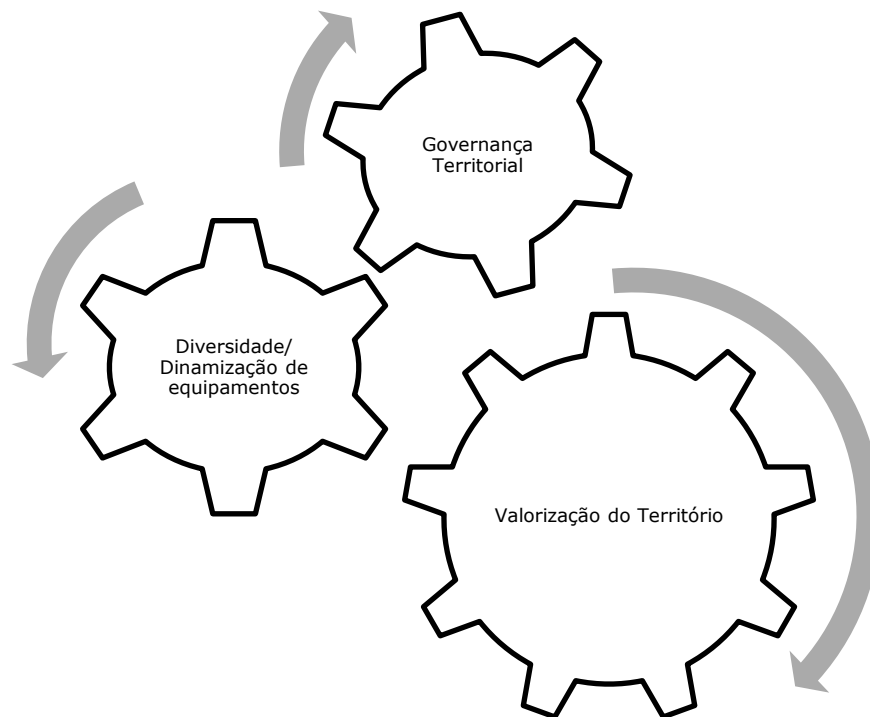 Governança
Territorial
Diversidade/
Dinamização de
equipamentos
Valorização do Território